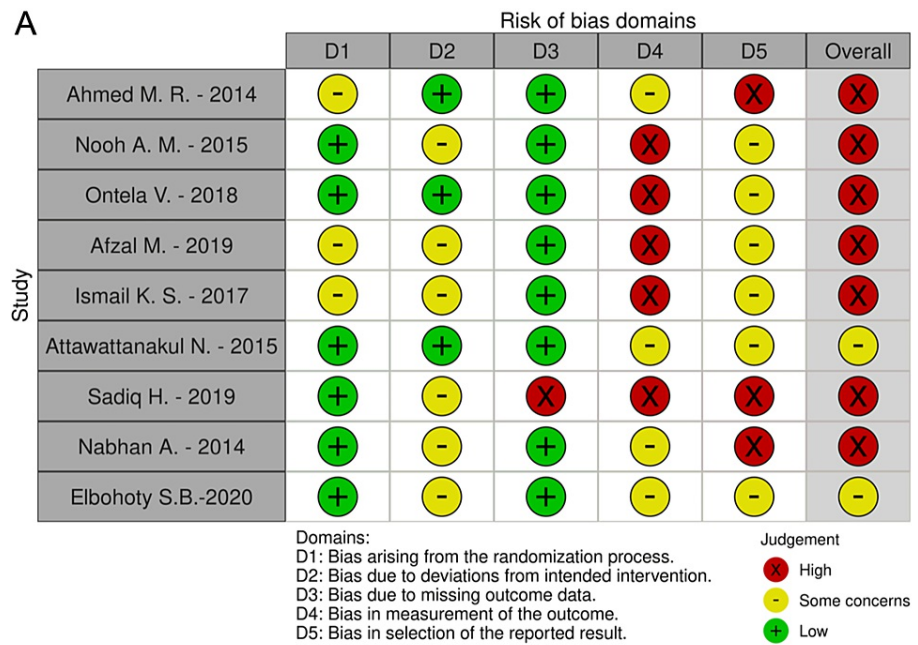 A
Risk of bias domains
D1 D2 D3 D4 D5 Overall
Study
Ahmed M. R. - 2014 - + + - X X
Nooh A. M. - 2015 + - + X - X
Ontela V. - 2018 + + + X - X
Afzal M. - 2019 - - + X - X
Ismail K. S. - 2017 - - + X - X
Attawattanakul N. - 2015 + + + - - -
Sadiq H. - 2019 + - X X X X
Nabhan A. - 2014 + - + - X X
Elbohoty S.B.-2020 + - + - - -
Domains:
D1: Bias arising from the randomization process.
D2: Bias due to deviations from intended intervention.
D3: Bias due to missing outcome data.
D4: Bias in measurement of the outcome.
D5: Bias in selection of the reported result.
Judgement
X High
- Some concerns
+ Low